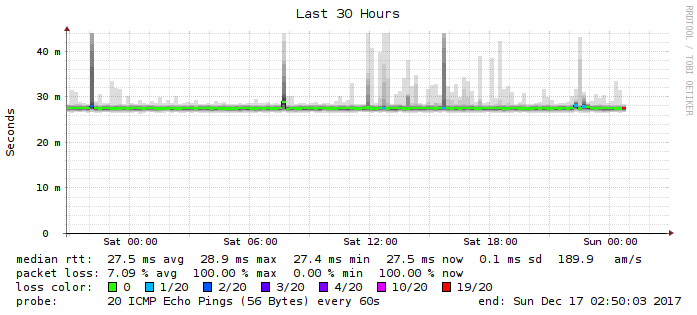 Last 30 Hours
RRDTOOL / TOBI OETIKER
Seconds
40 m
30 m
20 m
10 m
0
Sat 00:00 Sat 06:00 Sat 12:00 Sat 18:00 Sun 00:00
median rtt: 27.5 ms avg 28.9 ms max 27.4 ms min 27.5 ms now 0.1 ms sd 189.9 am/s
packet loss: 7.09 % avg 100.00 % max 0.00 % min 100.00 % now
loss color: 0 1/20 2/20 3/20 4/20 10/20 19/20
probe: 20 ICMP Echo Pings (56 Bytes) every 60s end: Sun Dec 17 02:50:03 2017